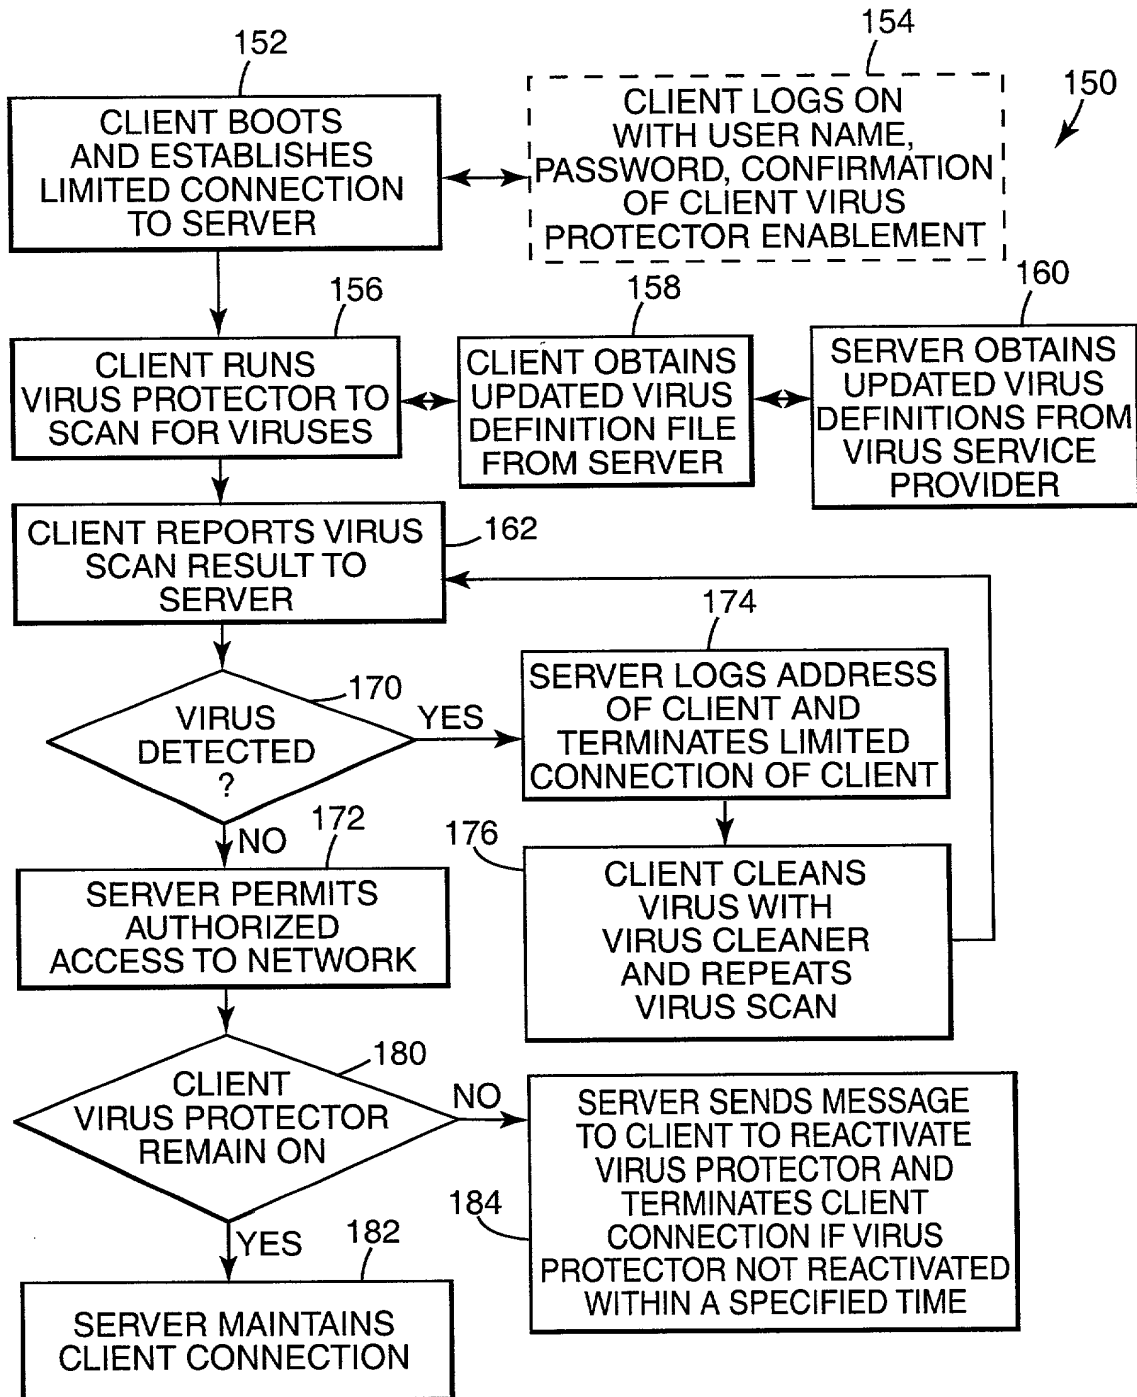 152
CLIENT BOOTS
AND ESTABLISHES
LIMITED CONNECTION
TO SERVER
154
CLIENT LOGS ON
WITH USER NAME,
PASSWORD, CONFIRMATION
OF CLIENT VIRUS
PROTECTOR ENABLEMENT
150
156
CLIENT RUNS
VIRUS PROTECTOR TO
SCAN FOR VIRUSES
158
CLIENT OBTAINS
UPDATED VIRUS
DEFINITION FILE
FROM SERVER
160
SERVER OBTAINS
UPDATED VIRUS
DEFINITIONS FROM
VIRUS SERVICE
PROVIDER
CLIENT REPORTS VIRUS
SCAN RESULT TO
SERVER
162
170
VIRUS
DETECTED
?
YES
174
SERVER LOGS ADDRESS
OF CLIENT AND
TERMINATES LIMITED
CONNECTION OF CLIENT
NO
172
SERVER PERMITS
AUTHORIZED
ACCESS TO NETWORK
176
CLIENT CLEANS
VIRUS WITH
VIRUS CLEANER
AND REPEATS
VIRUS SCAN
180
CLIENT
VIRUS PROTECTOR
REMAIN ON
NO
SERVER SENDS MESSAGE
TO CLIENT TO REACTIVATE
VIRUS PROTECTOR AND
TERMINATES CLIENT
CONNECTION IF VIRUS
PROTECTOR NOT REACTIVATED
WITHIN A SPECIFIED TIME
184
YES
182
SERVER MAINTAINS
CLIENT CONNECTION